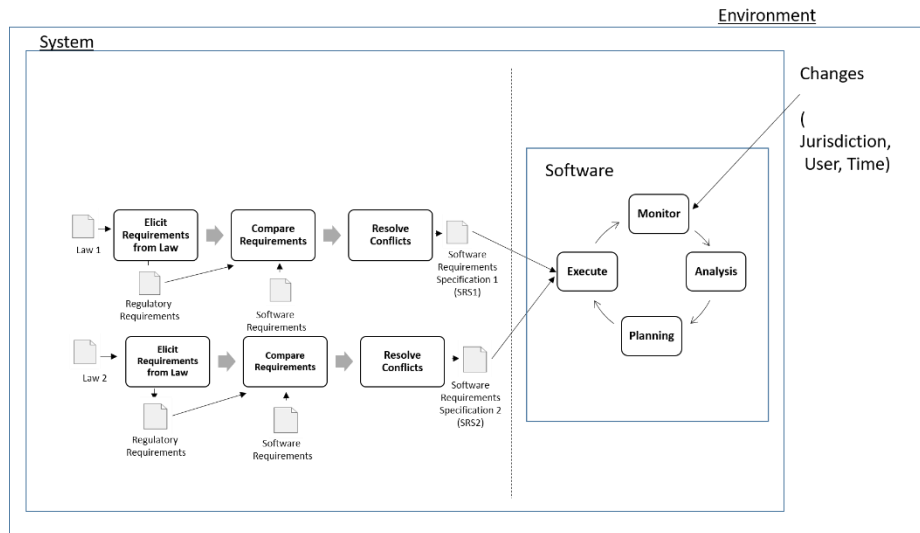 Environment
System
Changes
(
Jurisdiction,
User, Time)
Software
Monitor
Analysis
Planning
Execute
Law 1
Elicit
Requirements
from Law
Regulatory
Requirements
Compare
Requirements
Software
Requirements
Resolve
Conflicts
Software
Requirements
Specification 1
(SRS1)
Law 2
Elicit
Requirements
from Law
Regulatory
Requirements
Compare
Requirements
Software
Requirements
Resolve
Conflicts
Software
Requirements
Specification 2
(SRS2)